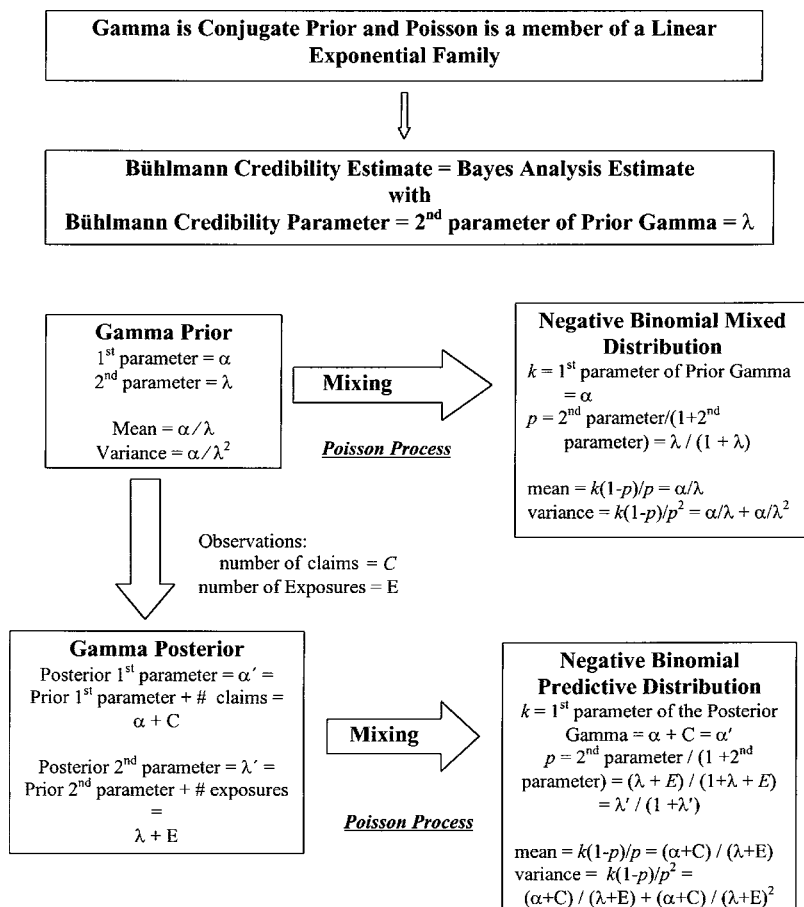 Gamma is Conjugate Prior and Poisson is a member of a Linear
Exponential Family
Bühlmann Credibility Estimate = Bayes Analysis Estimate
with
Bühlmann Credibility Parameter = 2nd parameter of Prior Gamma = λ
Gamma Prior
1st parameter = α
2nd parameter = λ
Mean = α/λ
Variance = α/λ²
Mixing
Poisson Process
Negative Binomial Mixed
Distribution
k = 1st parameter of Prior Gamma
= α
p = 2nd parameter/(1+2nd
parameter) = λ / (1 + λ)
mean = k(1-p)/p = α/λ
variance = k(1-p)/p² = α/λ + α/λ²
Observations:
number of claims = C
number of Exposures = E
Gamma Posterior
Posterior 1st parameter = α′ =
Prior 1st parameter + # claims =
α + C
Posterior 2nd parameter = λ′ =
Prior 2nd parameter + # exposures
=
λ + E
Mixing
Poisson Process
Negative Binomial
Predictive Distribution
k = 1st parameter of the Posterior
Gamma = α + C = α′
p = 2nd parameter / (1 +2nd
parameter) = (λ + E) / (1+λ + E)
= λ′ / (1 +λ′)
mean = k(1-p)/p = (α+C) / (λ+E)
variance = k(1-p)/p² =
(α+C) / (λ+E) + (α+C) / (λ+E)²